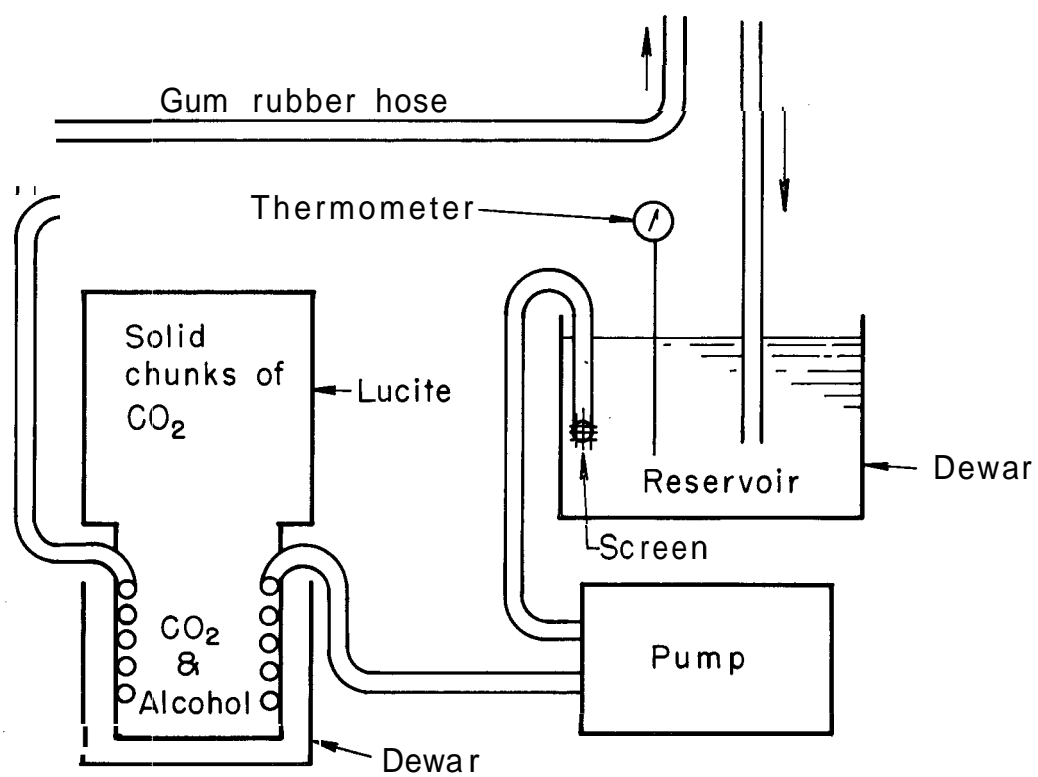 Gum rubber hose
Thermometer
Solid
chunks of
CO₂
Lucite
Reservoir
Dewar
Screen
CO₂
&
Alcohol
Pump
Dewar